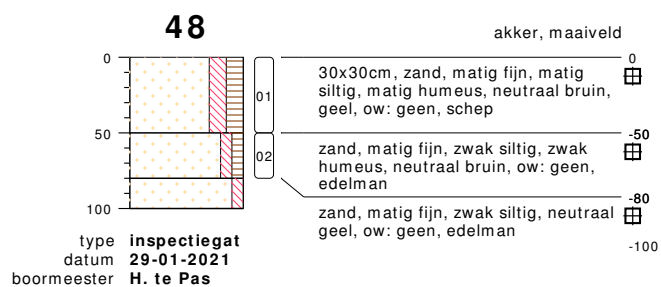 48
akker, maaiveld
0
0
30x30cm, zand, matig fijn, matig
siltig, matig humeus, neutraal bruin,
geel, ow: geen, schep
01
50
-50
zand, matig fijn, zwak siltig, zwak
humeus, neutraal bruin, ow: geen,
edelman
02
-80
zand, matig fijn, zwak siltig, neutraal
geel, ow: geen, edelman
100
-100
type inspectiegat
datum 29-01-2021
boormeester H. te Pas